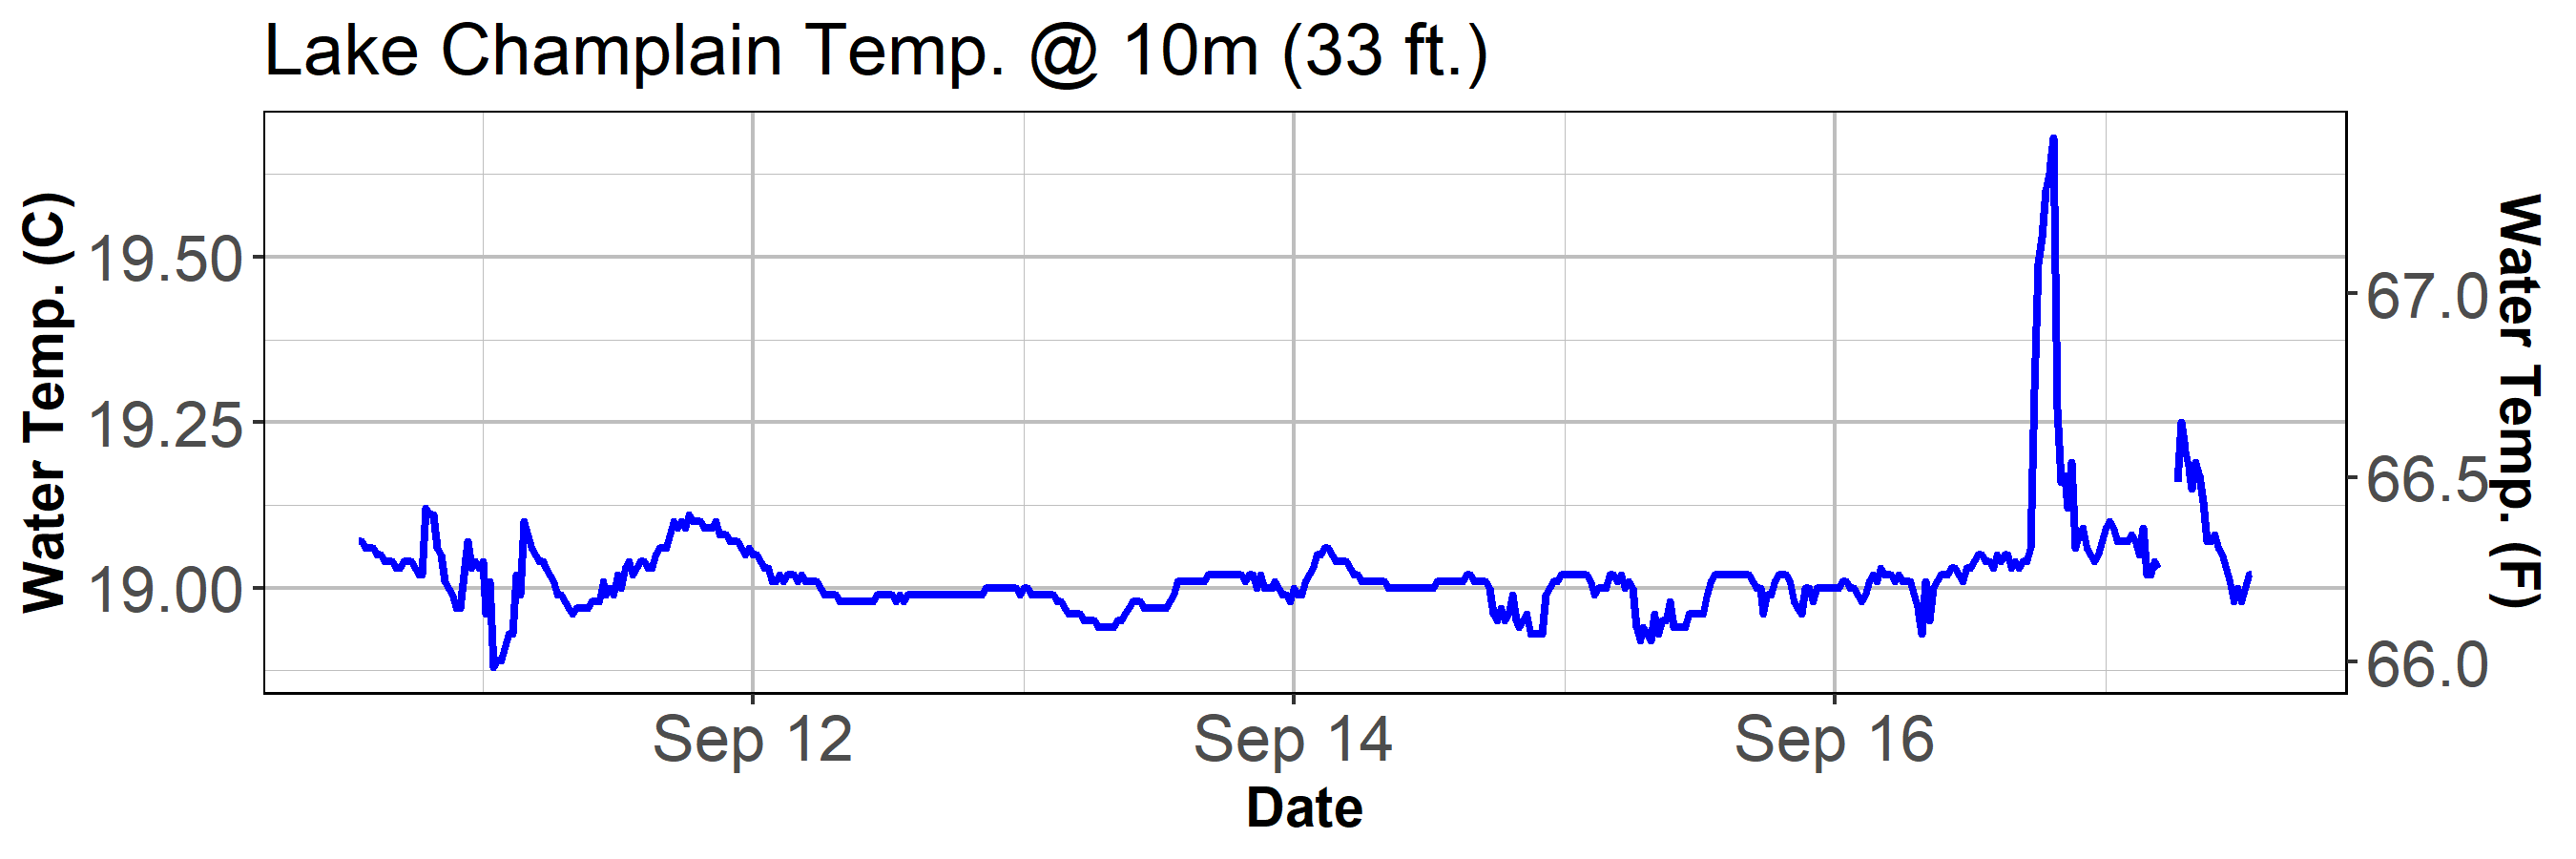 Lake Champlain Temp. @ 10m (33 ft.)
Water Temp. (C)
19.50
19.25
19.00
67.0
66.5
66.0
Water Temp. (F)
Sep 12
Sep 14
Sep 16
Date